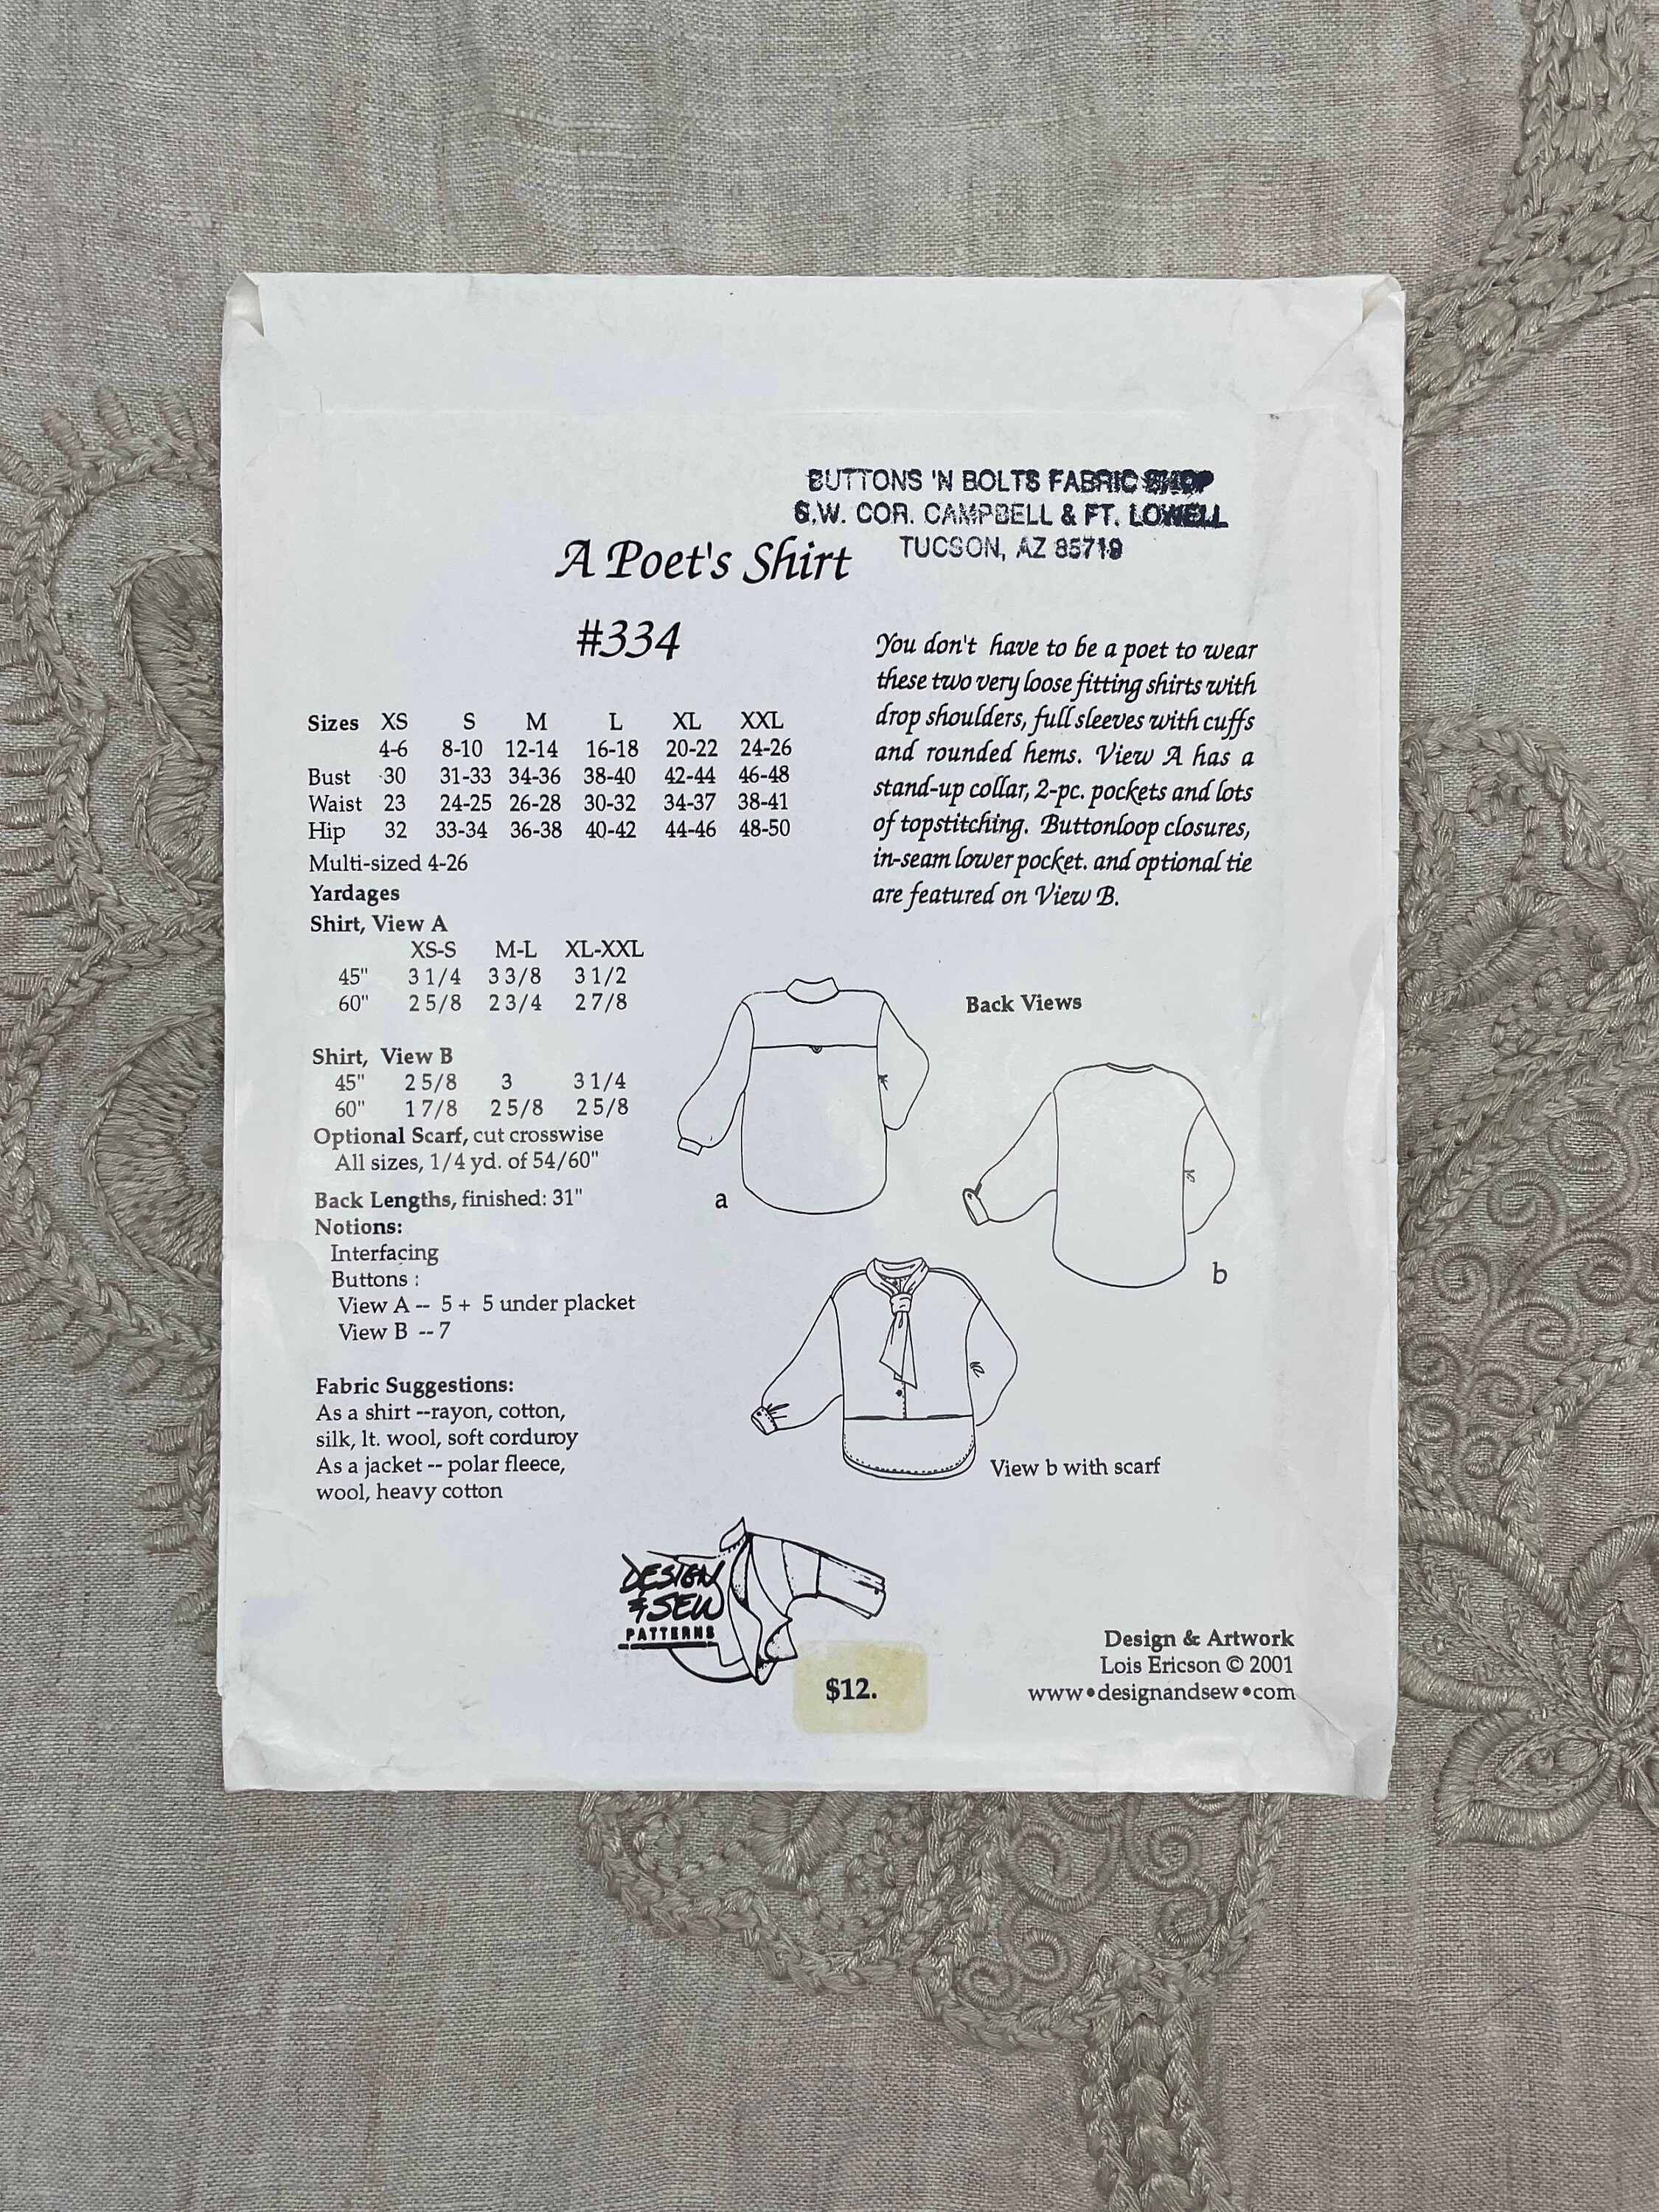 BUTTONS 'N BOLTS FABRIC SHOP
S.W. COR. CAMPBELL & FT. LOWELL
TUCSON, AZ 85719
A Poet's Shirt
#334
You don't have to be a poet to wear
these two very loose fitting shirts with
drop shoulders, full sleeves with cuffs
and rounded hems. View A has a
stand-up collar, 2-pc. pockets and lots
of topstitching. Buttonloop closures,
in-seam lower pocket. and optional tie
are featured on View B.
Sizes XS S M L XL XXL
4-6 8-10 12-14 16-18 20-22 24-26
Bust 30 31-33 34-36 38-40 42-44 46-48
Waist 23 24-25 26-28 30-32 34-37 38-41
Hip 32 33-34 36-38 40-42 44-46 48-50
Multi-sized 4-26
Yardages
Shirt, View A
XS-S M-L XL-XXL
45" 3 1/4 3 3/8 3 1/2
60" 2 5/8 2 3/4 2 7/8
Shirt, View B
45" 2 5/8 3 3 1/4
60" 1 7/8 2 5/8 2 5/8
Optional Scarf, cut crosswise
All sizes, 1/4 yd. of 54/60"
Back Lengths, finished: 31"
Notions:
Interfacing
Buttons :
View A -- 5 + 5 under placket
View B -- 7
Fabric Suggestions:
As a shirt --rayon, cotton,
silk, lt. wool, soft corduroy
As a jacket -- polar fleece,
wool, heavy cotton
Back Views
a
b
View b with scarf
DESIGN
& SEW
PATTERNS
$12.
Design & Artwork
Lois Ericson © 2001
www•designandsew•com